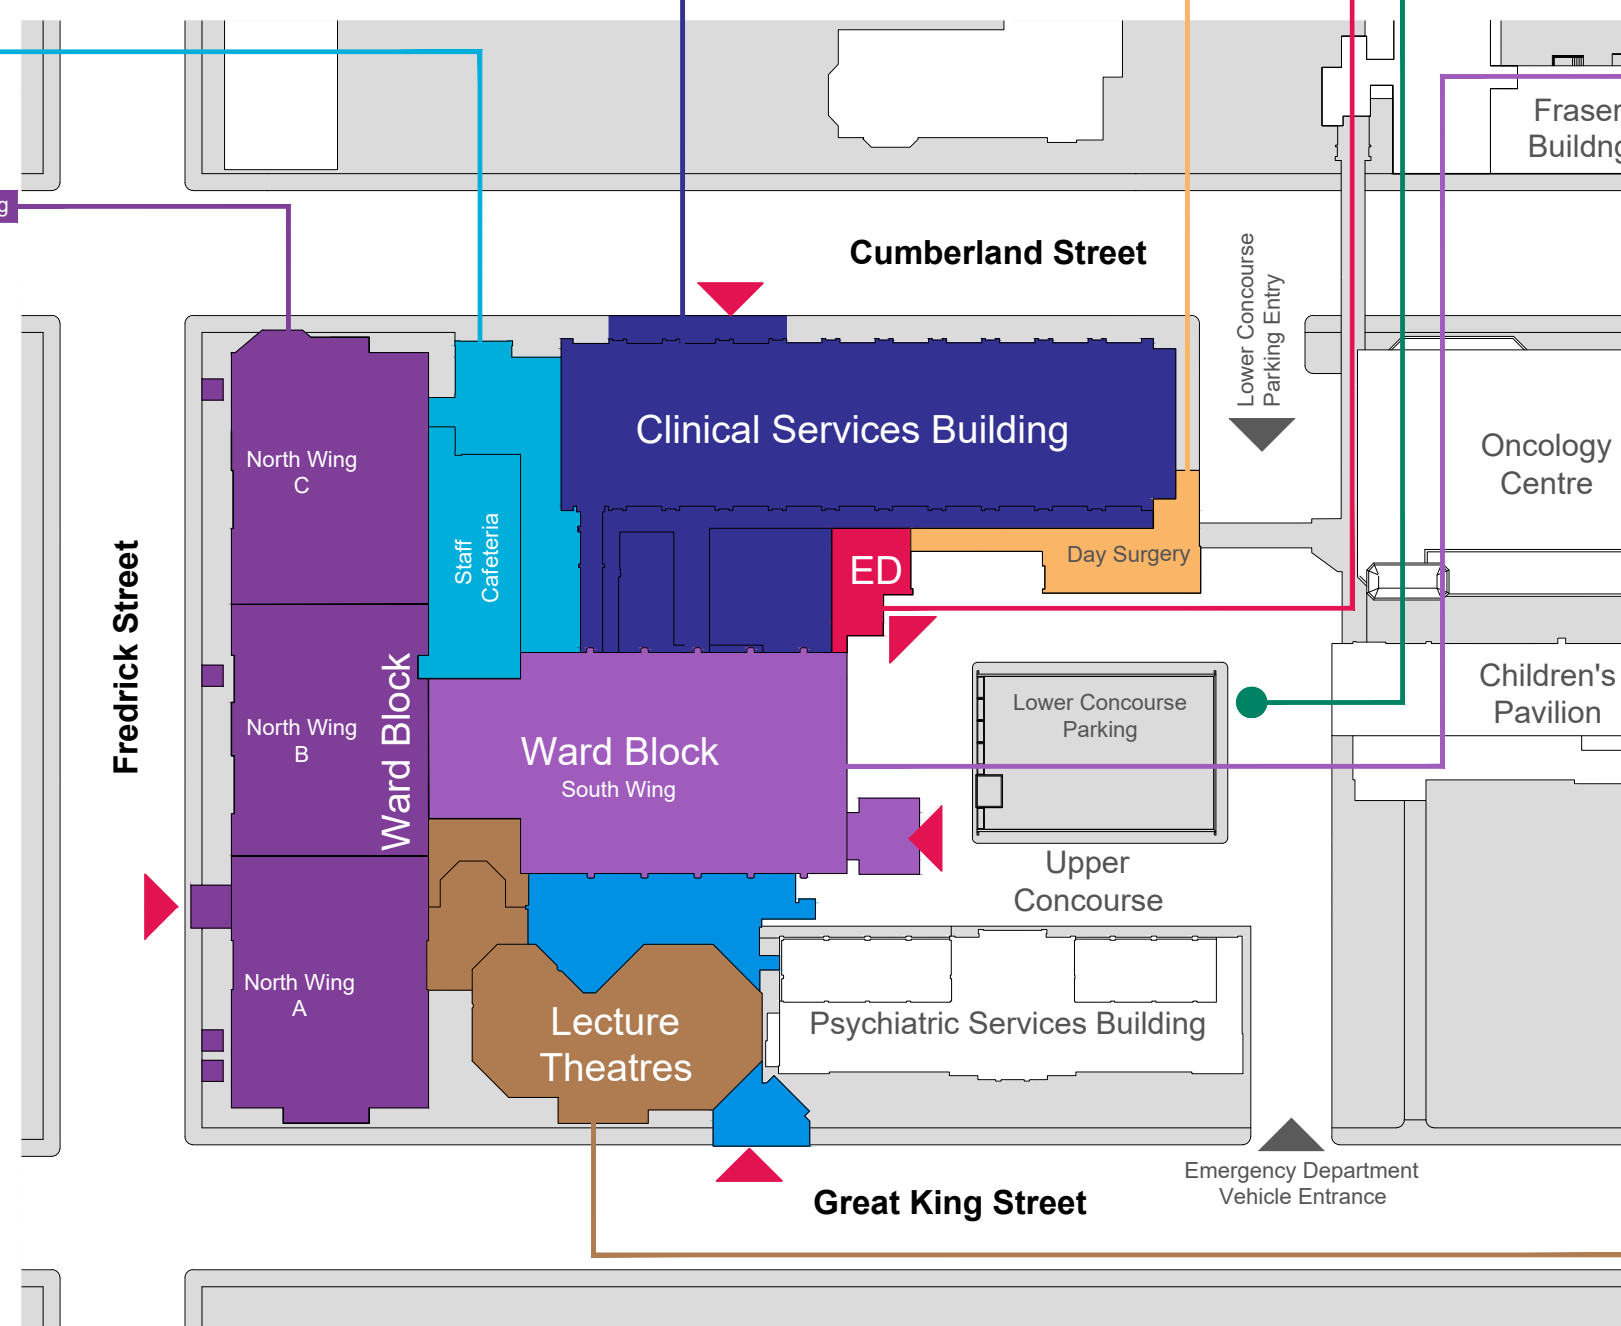 Fraser
Buildng
g
Cumberland Street
Lower Concourse
Parking Entry
Clinical Services Building
Oncology
Centre
North Wing
C
Staff
Cafeteria
ED
Day Surgery
Fredrick Street
Ward Block
North Wing
B
Ward Block
South Wing
Lower Concourse
Parking
Children's
Pavilion
Upper
Concourse
North Wing
A
Lecture
Theatres
Psychiatric Services Building
Emergency Department
Vehicle Entrance
Great King Street